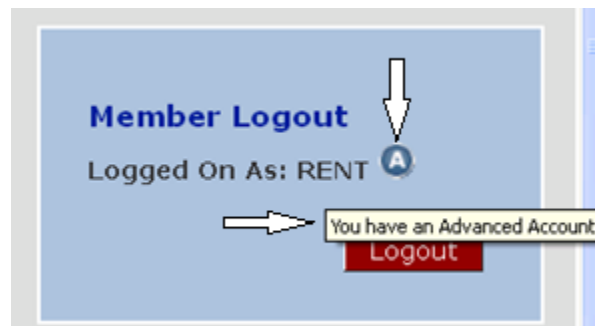 Member Logout
Logged On As: RENT A
You have an Advanced Account
Logout